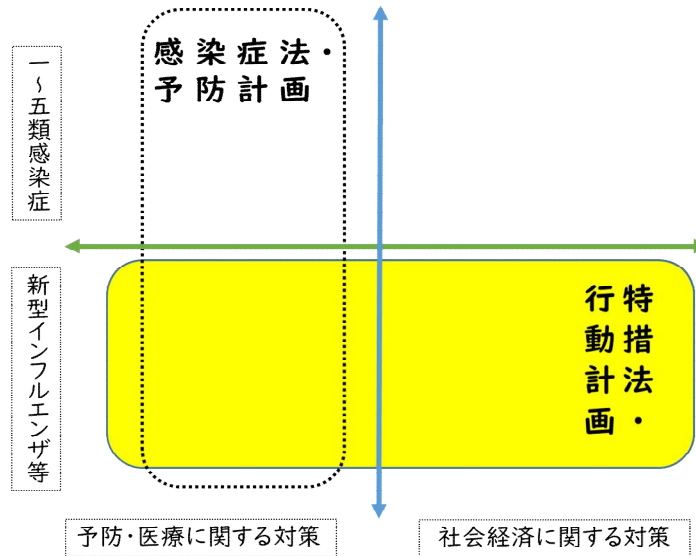 感染症法・
予防計画
一～五類感染症
特措法・
行動計画
新型インフルエンザ等
予防・医療に関する対策
社会経済に関する対策